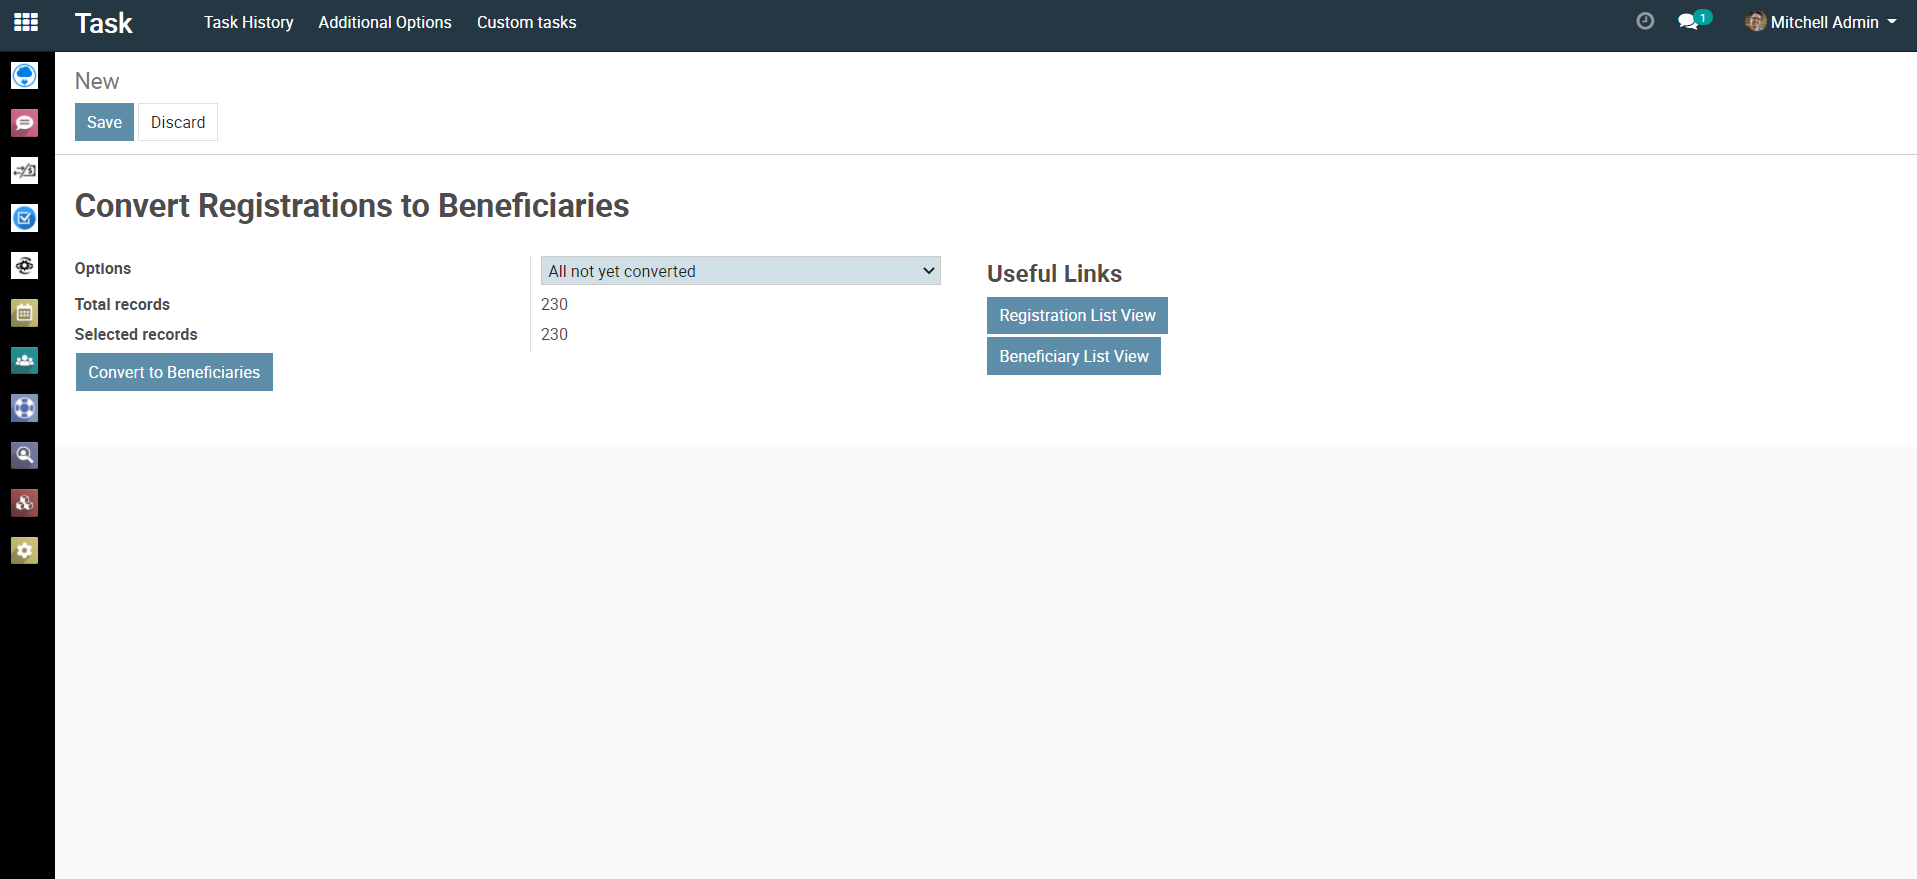 Task
Task History
Additional Options
Custom tasks
1
Mitchell Admin
New
Save
Discard
Convert Registrations to Beneficiaries
Options
All not yet converted
Total records
230
Selected records
230
Convert to Beneficiaries
Useful Links
Registration List View
Beneficiary List View